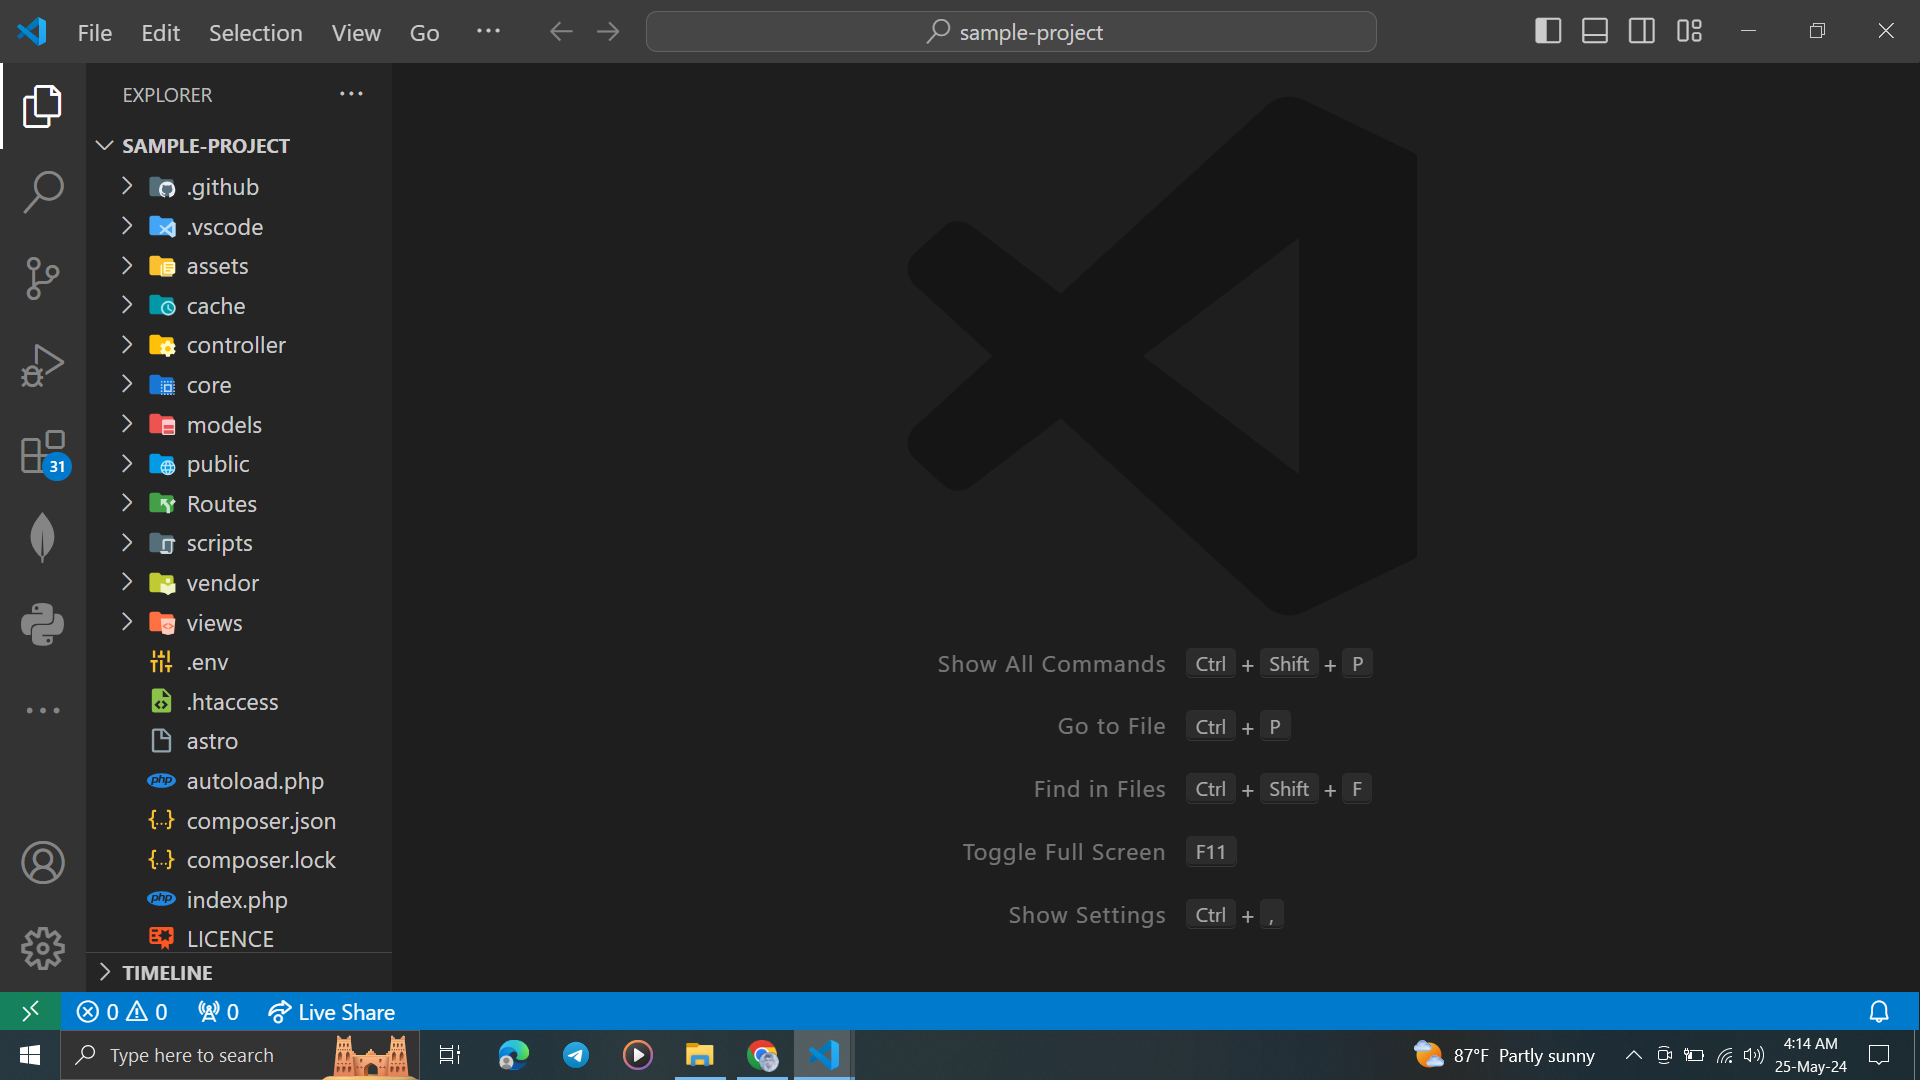 File Edit Selection View Go ··· sample-project
EXPLORER ···
SAMPLE-PROJECT
.github
.vscode
assets
cache
controller
core
models
public
Routes
scripts
vendor
views
.env
.htaccess
astro
autoload.php
composer.json
composer.lock
index.php
LICENCE
TIMELINE
31
php
php
Show All Commands Ctrl + Shift + P
Go to File Ctrl + P
Find in Files Ctrl + Shift + F
Toggle Full Screen F11
Show Settings Ctrl + ,
0 0 0 Live Share
Type here to search
87°F Partly sunny
4:14 AM
25-May-24